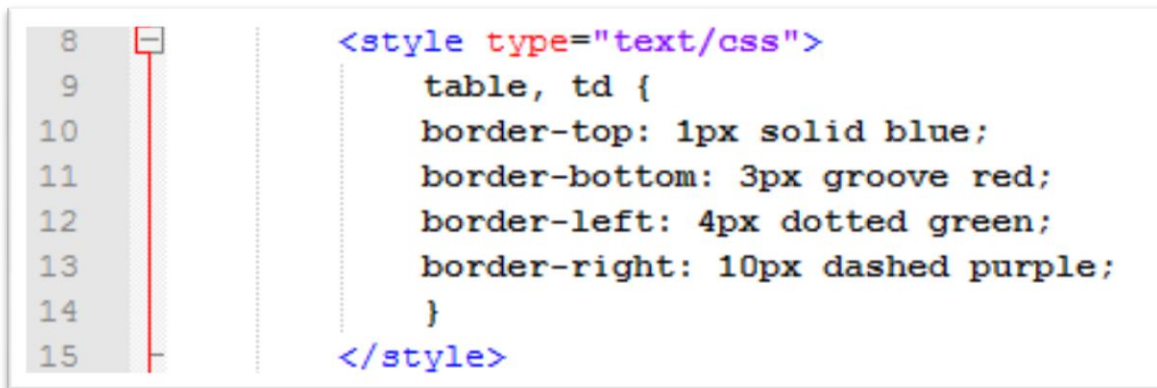 8 <style type="text/css">
9 table, td {
10 border-top: 1px solid blue;
11 border-bottom: 3px groove red;
12 border-left: 4px dotted green;
13 border-right: 10px dashed purple;
14 }
15 </style>